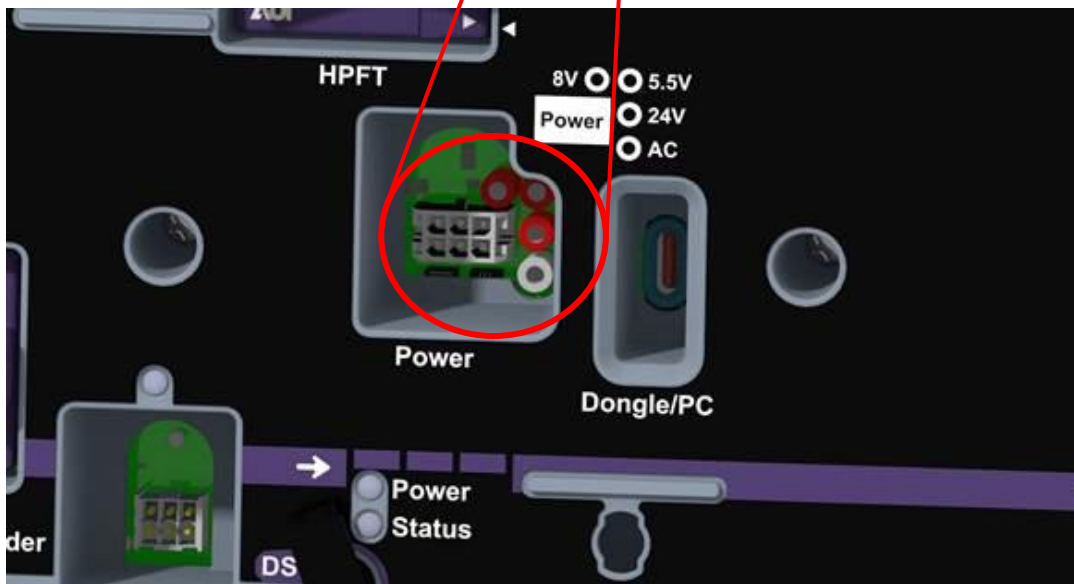 HPFT
8V
5.5V
Power
24V
AC
Power
Dongle/PC
Power
Status
der
DS